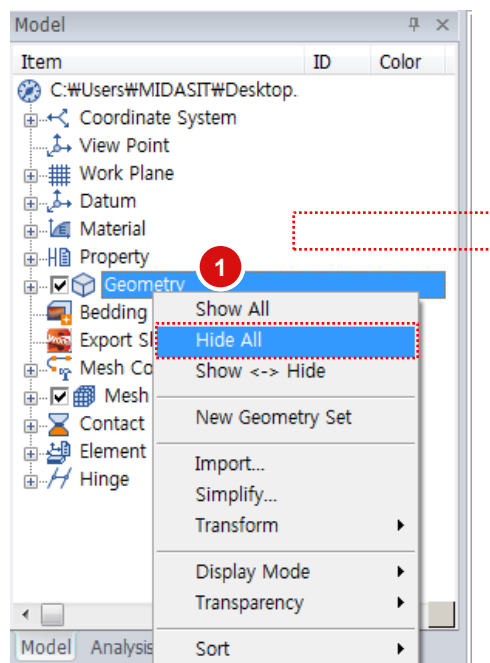 Model
Item ID Color
C:₩Users₩MIDASIT₩Desktop.
Coordinate System
View Point
Work Plane
Datum
Material
Property
1
Geometry
Bedding
Show All
Export
Hide All
Mesh
Show <-> Hide
Mesh
Contact
New Geometry Set
Element
Import...
Hinge
Simplify...
Transform
Display Mode
Transparency
Model Analysis
Sort